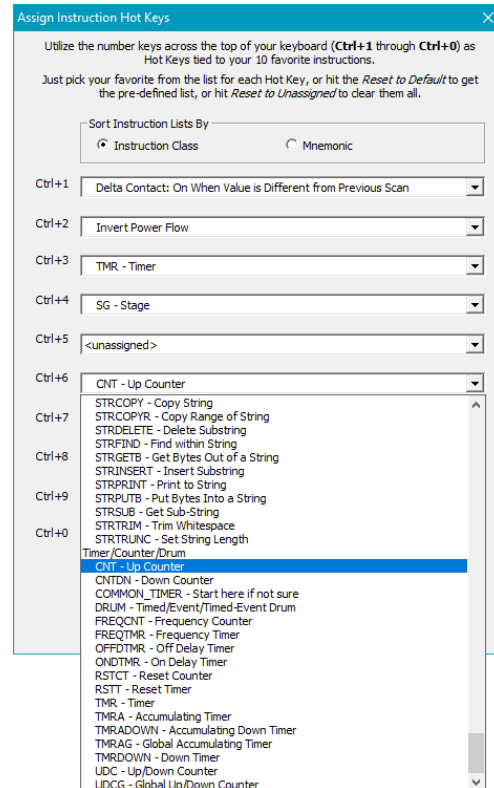 Assign Instruction Hot Keys
Utilize the number keys across the top of your keyboard (Ctrl+1 through Ctrl+0) as
Hot Keys tied to your 10 favorite instructions.
Just pick your favorite from the list for each Hot Key, or hit the Reset to Default to get
the pre-defined list, or hit Reset to Unassigned to clear them all.
Sort Instruction Lists By
Instruction Class
Mnemonic
Ctrl+1
Delta Contact: On When Value is Different from Previous Scan
Ctrl+2
Invert Power Flow
Ctrl+3
TMR - Timer
Ctrl+4
SG - Stage
Ctrl+5
<unassigned>
Ctrl+6
CNT - Up Counter
Ctrl+7
Ctrl+8
Ctrl+9
Ctrl+0
STRCOPY - Copy String
STRCOPYR - Copy Range of String
STRDELETE - Delete Substring
STRFIND - Find within String
STRGETB - Get Bytes Out of a String
STRINSERT - Insert Substring
STRPRINT - Print to String
STRPUTB - Put Bytes Into a String
STRSUB - Get Sub-String
STRTRIM - Trim Whitespace
STRTRUNC - Set String Length
Timer/Counter/Drum
CNT - Up Counter
CNTDN - Down Counter
COMMON_TIMER - Start here if not sure
DRUM - Timed/Event/Timed-Event Drum
FREQCNT - Frequency Counter
FREQTMR - Frequency Timer
OFFDTMR - Off Delay Timer
ONDTMR - On Delay Timer
RSTCT - Reset Counter
RSTT - Reset Timer
TMR - Timer
TMRA - Accumulating Timer
TMRADOWN - Accumulating Down Timer
TMRAG - Global Accumulating Timer
TMRDOWN - Down Timer
UDC - Up/Down Counter
UDCG - Global Up/Down Counter